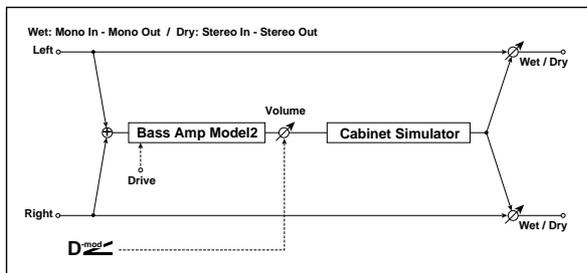 Wet: Mono In - Mono Out / Dry: Stereo In - Stereo Out
Left
Wet / Dry
Volume
Bass Amp Model2
Cabinet Simulator
Drive
Right
Wet / Dry
D-mod